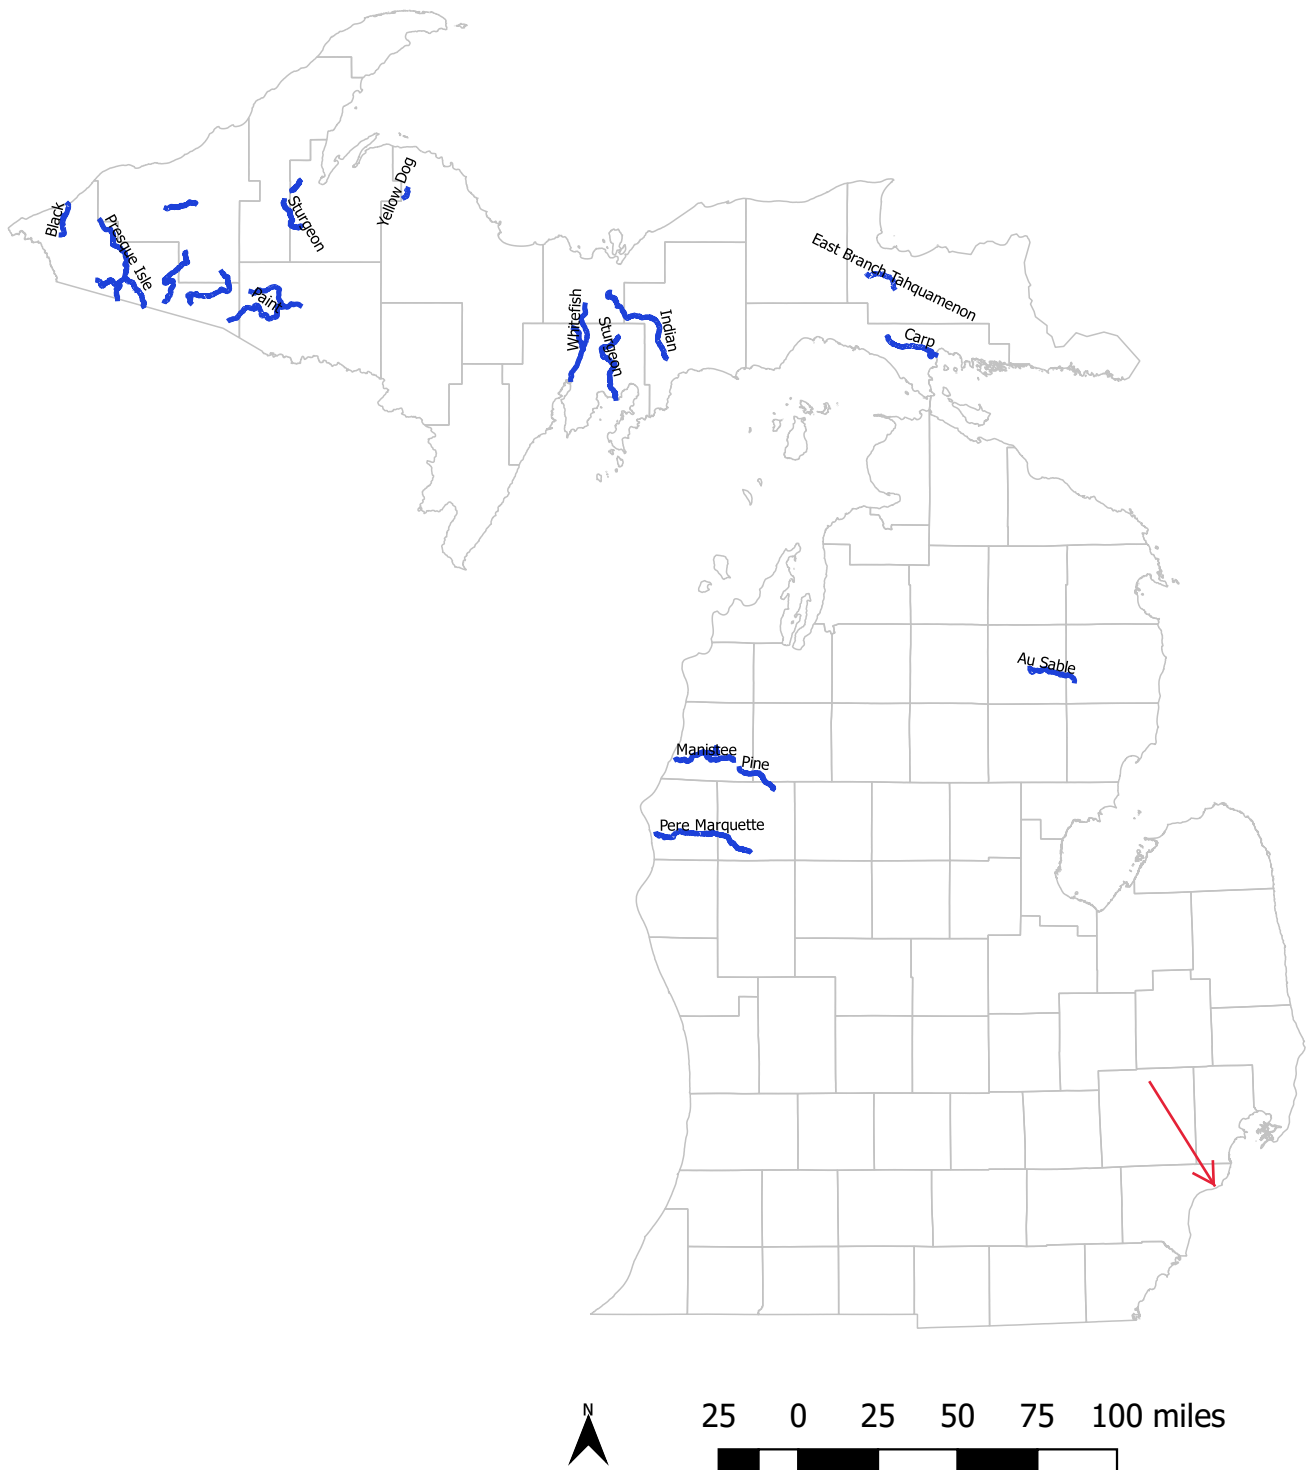 Black
Presque Isle
Sturgeon
Yellow Dog
Paint
Whitefish
Sturgeon
Indian
East Branch Tahquamenon
Carp
Au Sable
Manistee
Pine
Pere Marquette
N
25 0 25 50 75 100 miles